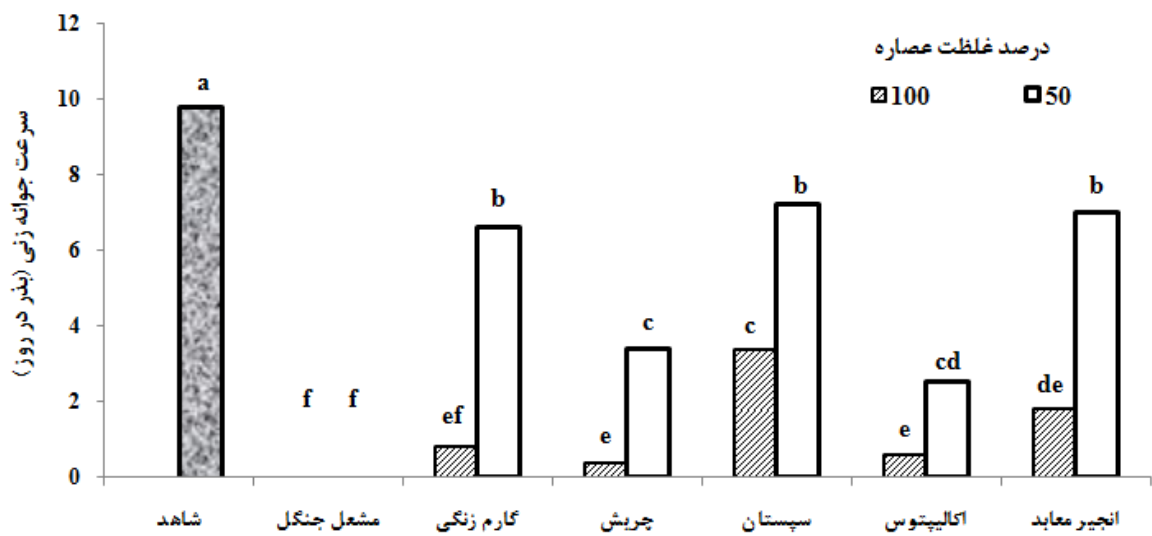 درصد غلظت عصاره
100
50
سرعت جوانه زنی (بذر در روز)
12
10
8
6
4
2
0
a
f
f
ef
b
e
c
c
b
e
cd
de
b
شاهد
مشعل جنگل
گارم زنگی
چریش
سپستان
اکالیپتوس
انجیر معابد